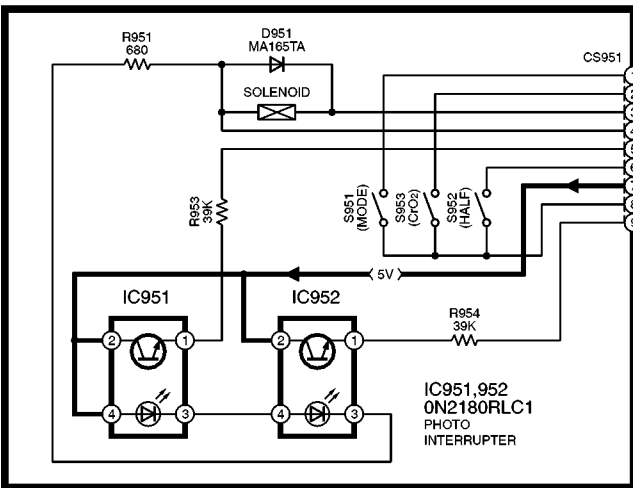 R951
680
D951
MA165TA
CS951
SOLENOID
R953
39K
S951
(MODE)
S953
(CrO2)
S952
(HALF)
5V
IC951
IC952
R954
39K
2
1
2
1
4
3
4
3
IC951,952
0N2180RLC1
PHOTO
INTERRUPTER